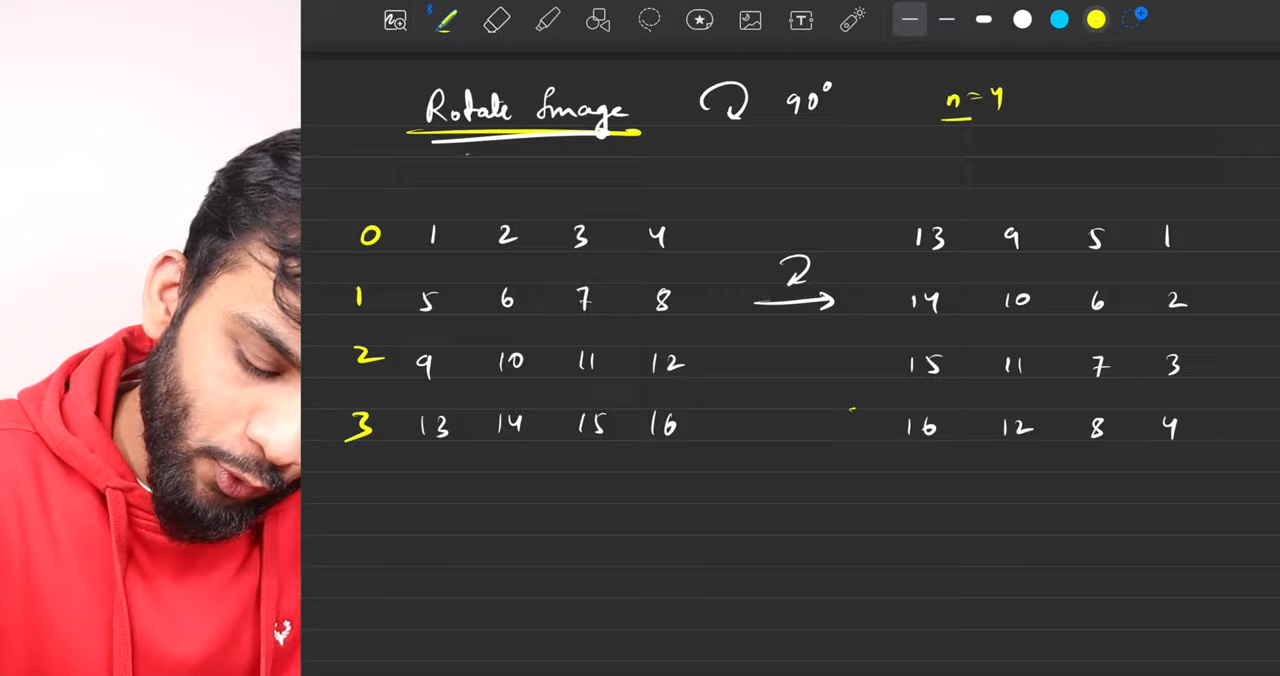 Rotate Image 90° n = 4
0 1 2 3 4 13 9 5 1
1 5 6 7 8 14 10 6 2
2 9 10 11 12 15 11 7 3
3 13 14 15 16 16 12 8 4